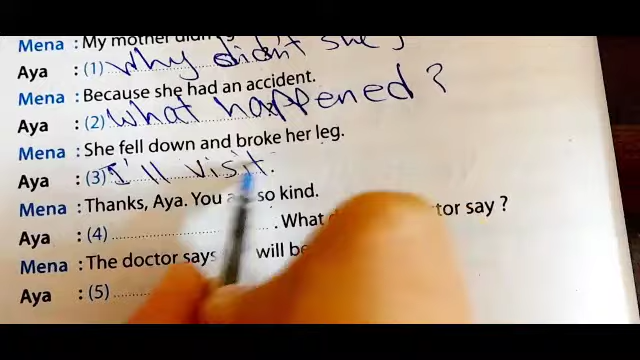 Mena : My mother didn'
Aya : (1) Why didn't she
Mena : Because she had an accident.
Aya : (2) What happened ?
Mena : She fell down and broke her leg.
Aya : (3) I'll visit.
Mena : Thanks, Aya. You a so kind.
Aya : (4) .............. . What d tor say ?
Mena : The doctor says will be
Aya : (5) ..........